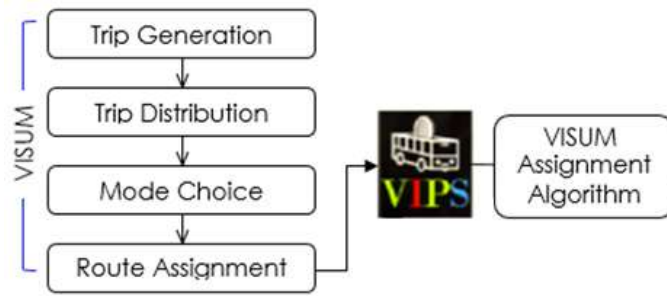 Trip Generation
Trip Distribution
Mode Choice
Route Assignment
VISUM
VIPS
VISUM
Assignment
Algorithm